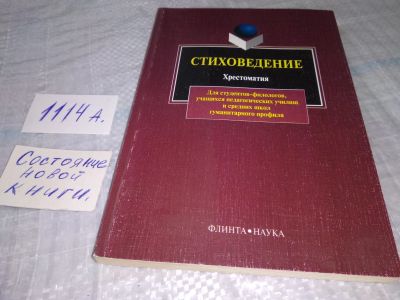 СТИХОВЕДЕНИЕ
Хрестоматия
Для студентов-филологов,
учащихся педагогических училищ
и средних школ
гуманитарного профиля
ФЛИНТА • НАУКА
1114 А.
Состояние
новой
книги.